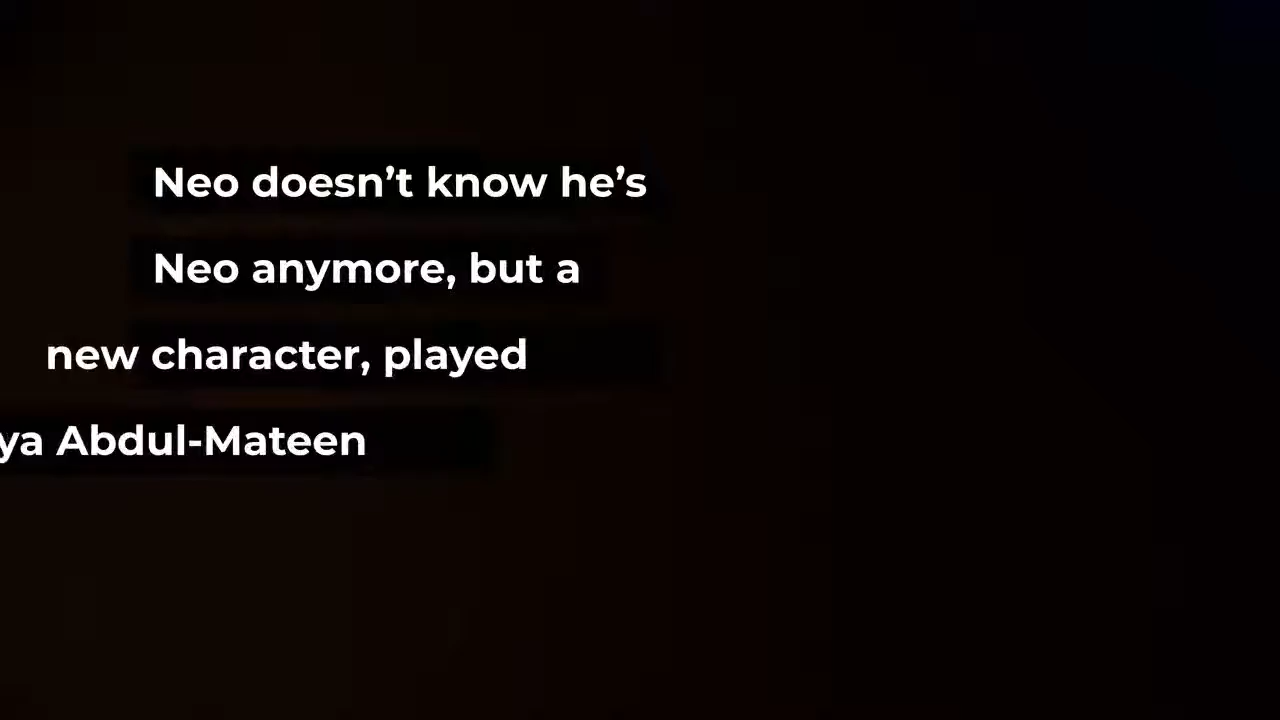 Neo doesn’t know he’s
Neo anymore, but a
new character, played
ya Abdul-Mateen